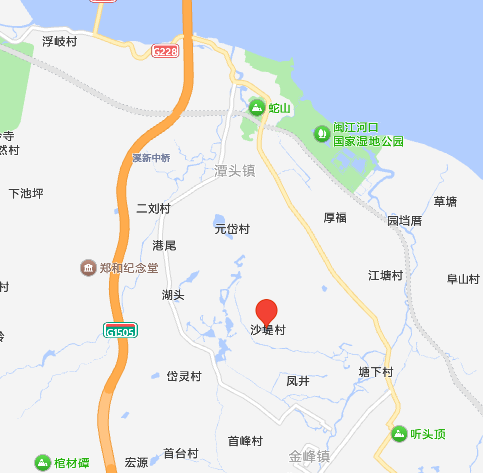 浮岐村
G228
蛇山
闽江河口
国家湿地公园
寺
然村
溪新中桥
潭头镇
下池坪
二刘村
草塘
厚福
园垱厝
元岱村
港尾
郑和纪念堂
江塘村
阜山村
村
湖头
G1505
沙堤村
岱灵村
塘下村
凤井
首峰村
听头顶
首台村
金峰镇
棺材礁
宏源